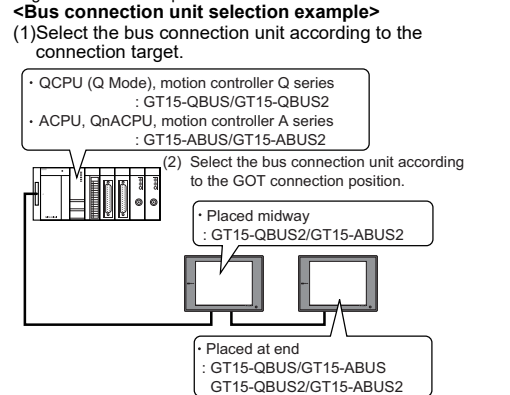 <Bus connection unit selection example>
(1)Select the bus connection unit according to the
connection target.
・QCPU (Q Mode), motion controller Q series
: GT15-QBUS/GT15-QBUS2
・ACPU, QnACPU, motion controller A series
: GT15-ABUS/GT15-ABUS2
(2) Select the bus connection unit according
to the GOT connection position.
・Placed midway
: GT15-QBUS2/GT15-ABUS2
・Placed at end
: GT15-QBUS/GT15-ABUS
GT15-QBUS2/GT15-ABUS2